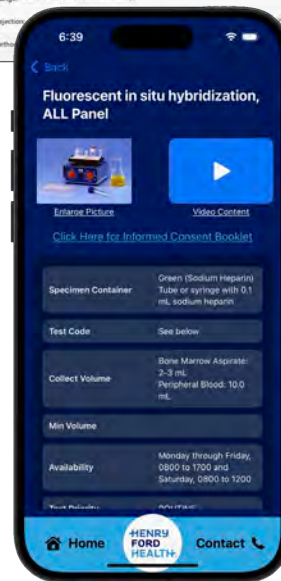 6:39
Back
Fluorescent in situ hybridization,
ALL Panel
Enlarge Picture
Video Content
Click Here for Informed Consent Booklet
Specimen Container
Green (Sodium Heparin)
Tube or syringe with 0.1
mL sodium heparin
Test Code
See below
Collect Volume
Bone Marrow Aspirate:
2-3 mL
Peripheral Blood: 10.0
mL
Min Volume
Availability
Monday through Friday,
0800 to 1700 and
Saturday, 0800 to 1200
Test Priority
ROUTINE
Home
HENRY
FORD
HEALTH
Contact